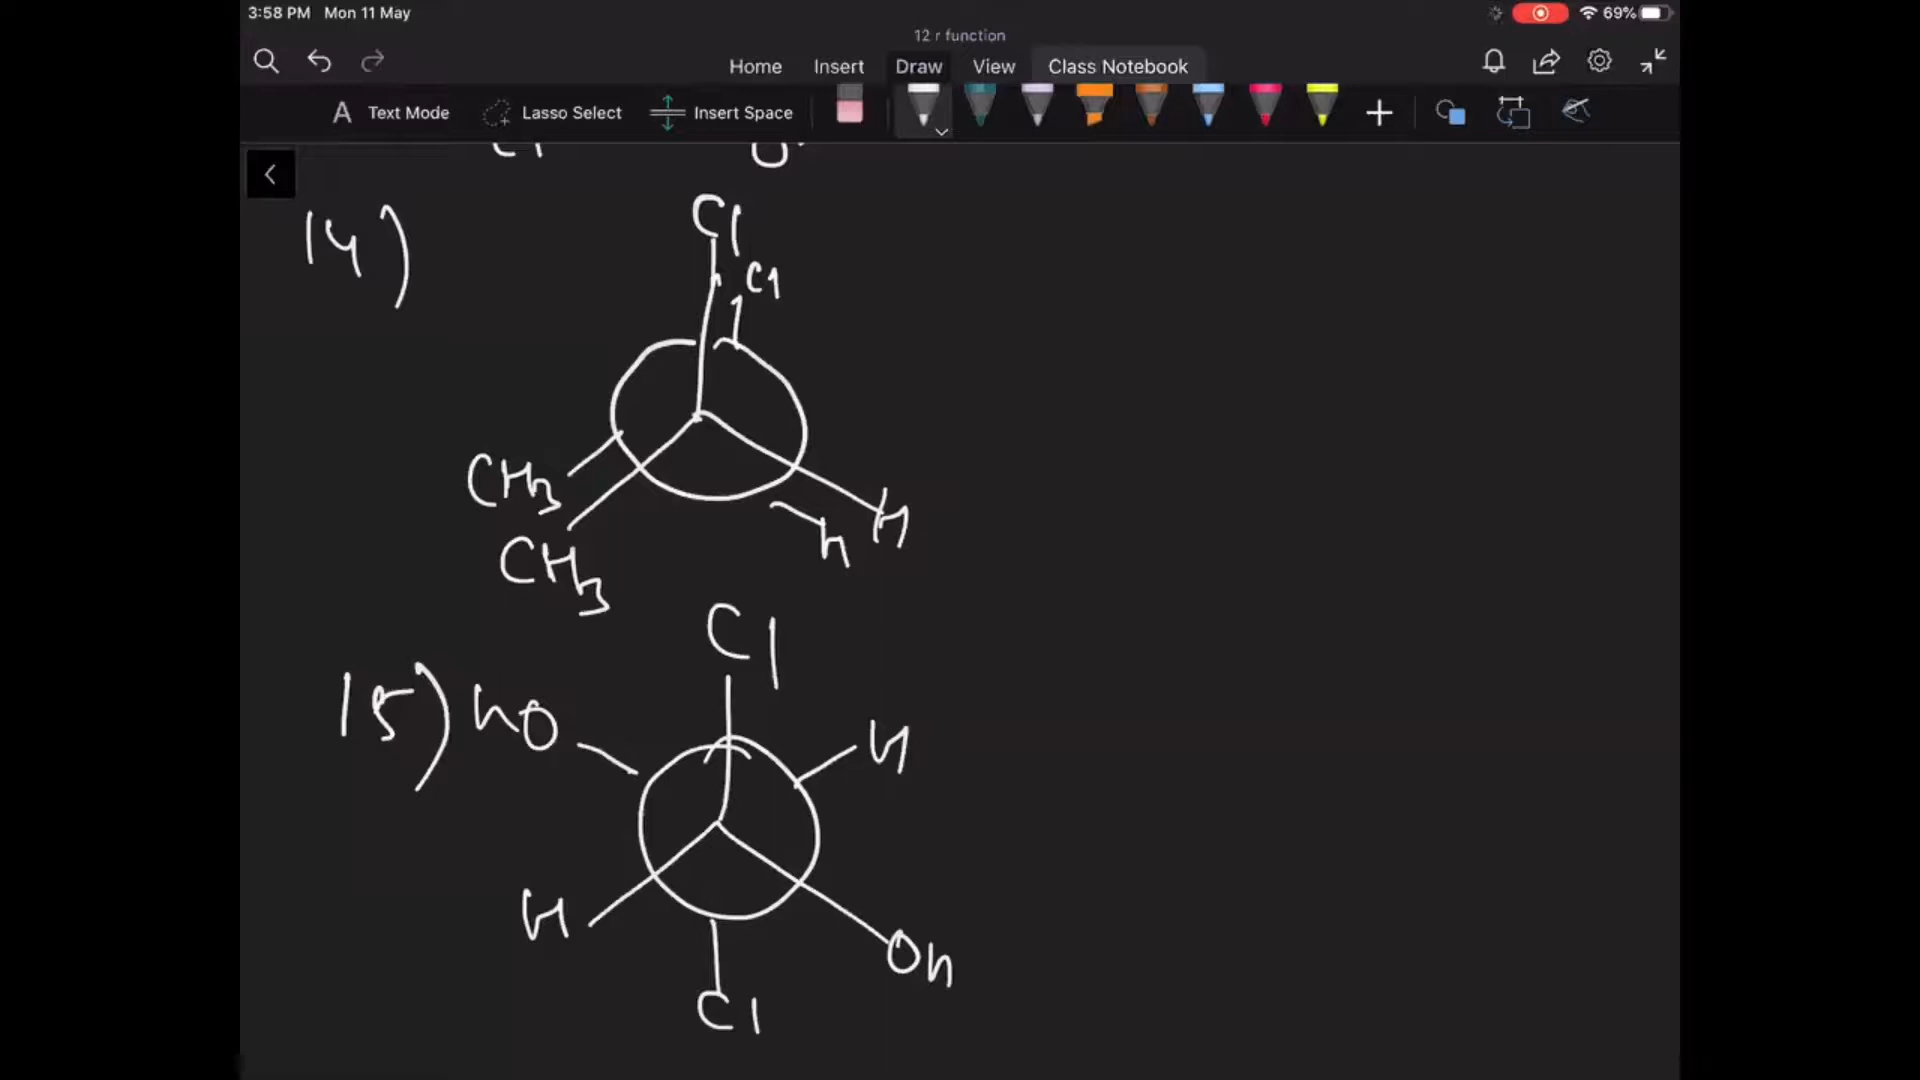 3:58 PM Mon 11 May
69%
12 r function
Home Insert Draw View Class Notebook
A Text Mode Lasso Select Insert Space
14)
Cl
Cl
CH3
CH3
H
h
15)
Cl
hO
H
H
Oh
Cl